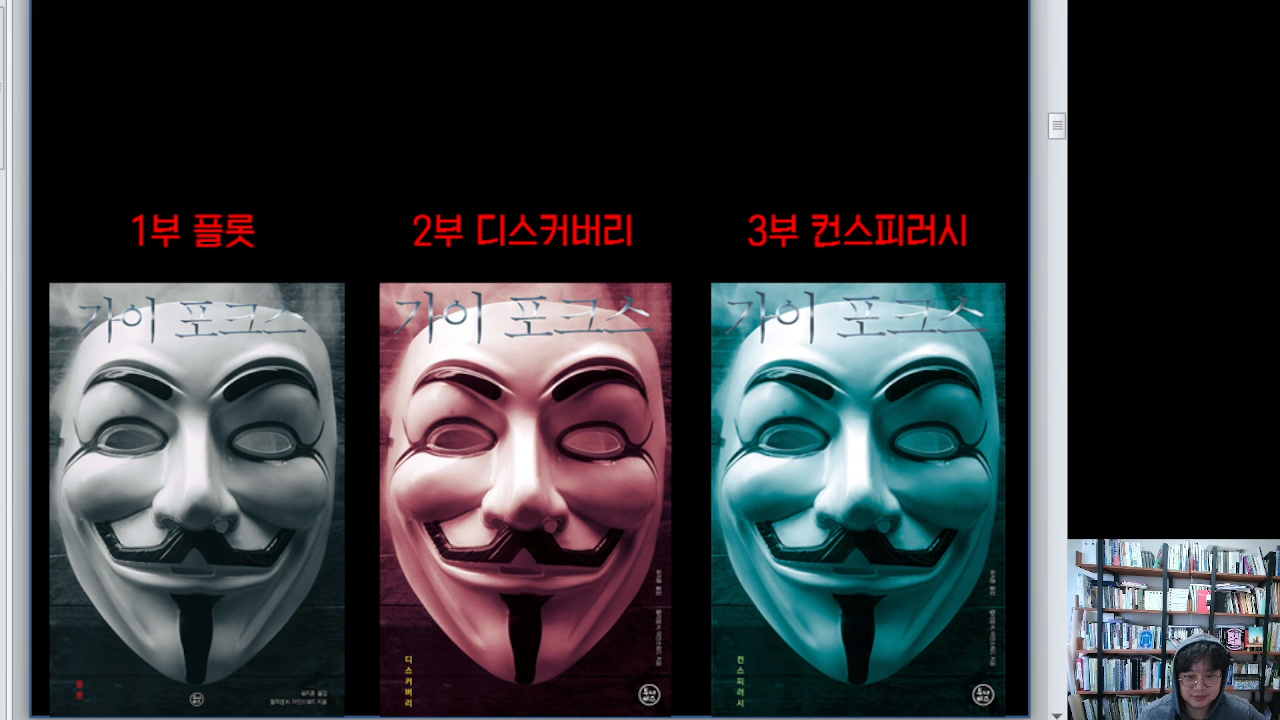 1부 플롯
2부 디스커버리
3부 컨스피러시
가이 포크스
가이 포크스
가이 포크스
플롯
디스커버리
컨스피러시